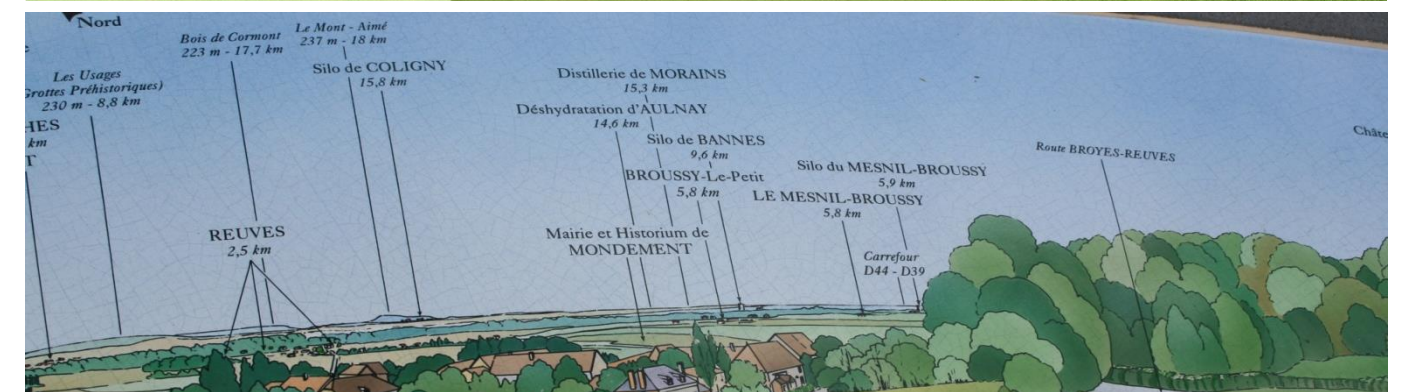 Nord
Les Usages
Grottes Préhistoriques)
230 m - 8,8 km
HES
km
T
Bois de Cormont
223 m - 17,7 km
Le Mont - Aimé
237 m - 18 km
Silo de COLIGNY
15,8 km
REUVES
2,5 km
Distillerie de MORAINS
15,3 km
Déshydratation d'AULNAY
14,6 km
Silo de BANNES
9,6 km
BROUSSY-Le-Petit
5,8 km
Mairie et Historium de
MONDEMENT
Silo du MESNIL-BROUSSY
5,9 km
LE MESNIL-BROUSSY
5,8 km
Carrefour
D44 - D39
Route BROYES-REUVES
Châte